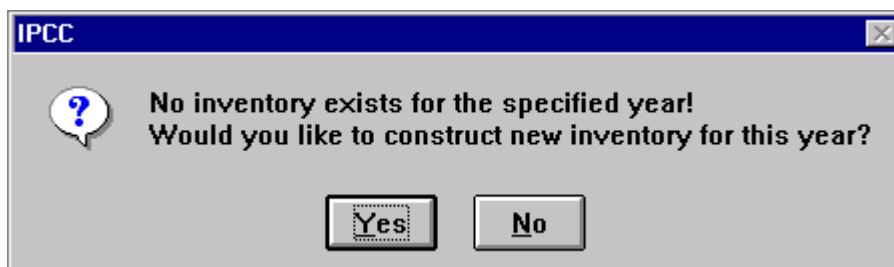 IPCC
No inventory exists for the specified year!
Would you like to construct new inventory for this year?
Yes No